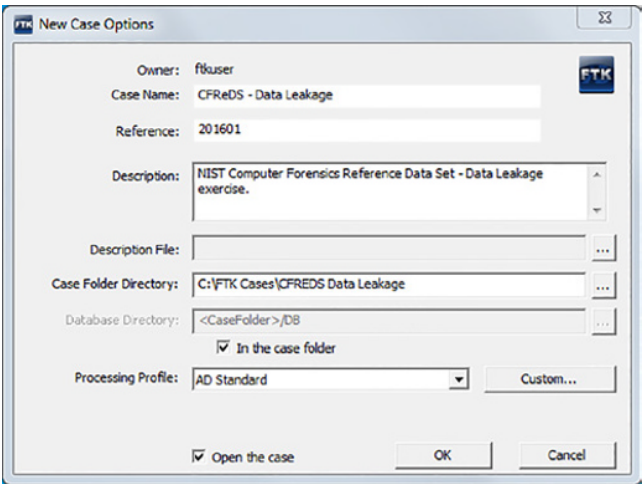 FTK New Case Options
Owner: ftkuser
FTK
Case Name: CFReDS - Data Leakage
Reference: 201601
Description: NIST Computer Forensics Reference Data Set - Data Leakage
exercise.
Description File: ...
Case Folder Directory: C:\FTK Cases\CFREDS Data Leakage ...
Database Directory: <CaseFolder>/DB ...
In the case folder
Processing Profile: AD Standard Custom...
Open the case OK Cancel